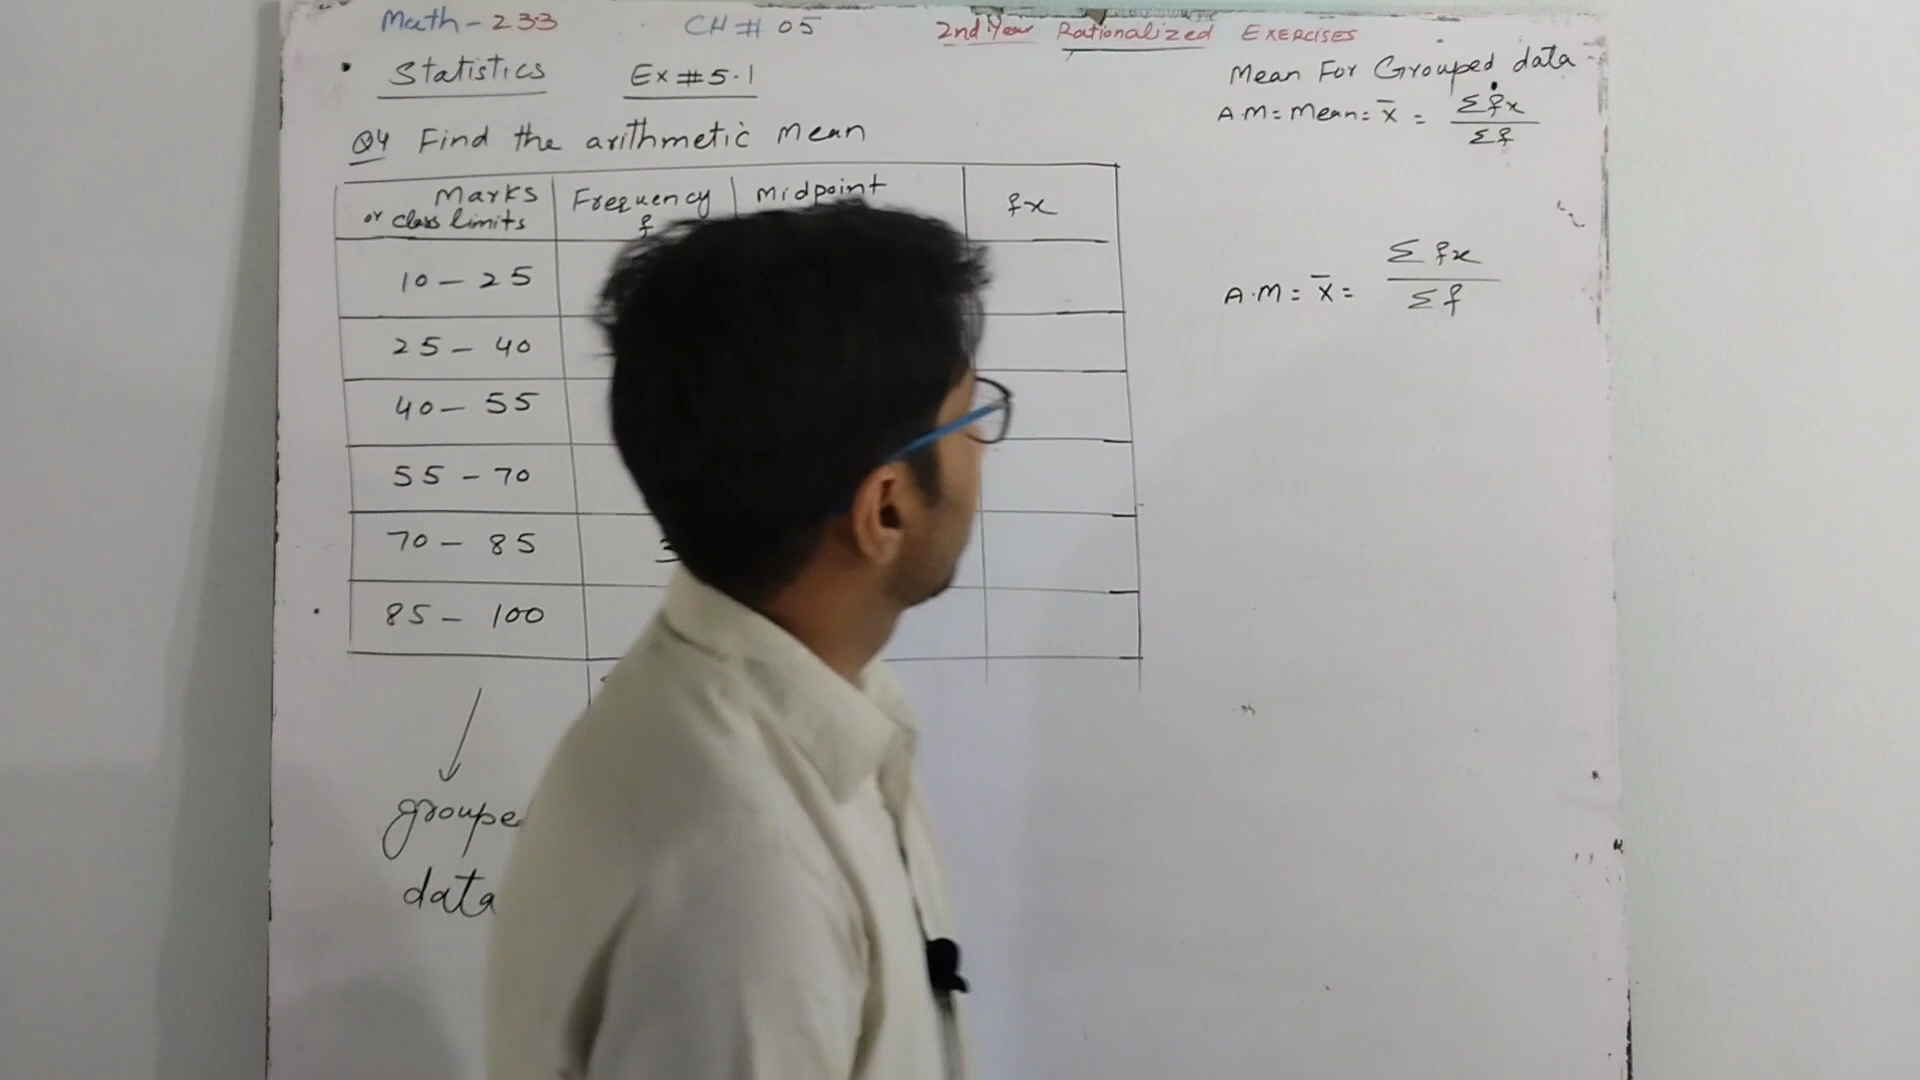 Math-233 CH # 05 2nd Year Rationalized EXERCISES
Statistics Ex # 5.1
Mean For Grouped data
A.M = Mean = x̄ = Σfx / Σf
Q4 Find the arithmetic mean
Marks or class limits Frequency f Midpoint fx
10 - 25
25 - 40
40 - 55
55 - 70
70 - 85 3
85 - 100
A.M = x̄ = Σfx / Σf
groupe
data